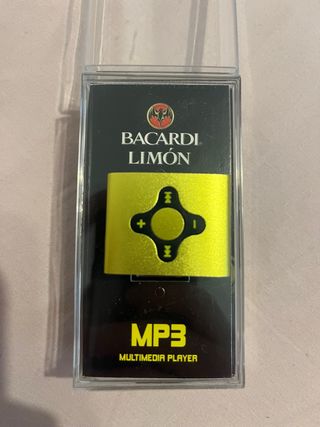 BACARDI
LIMÓN
+ -
MP3
MULTIMEDIA PLAYER